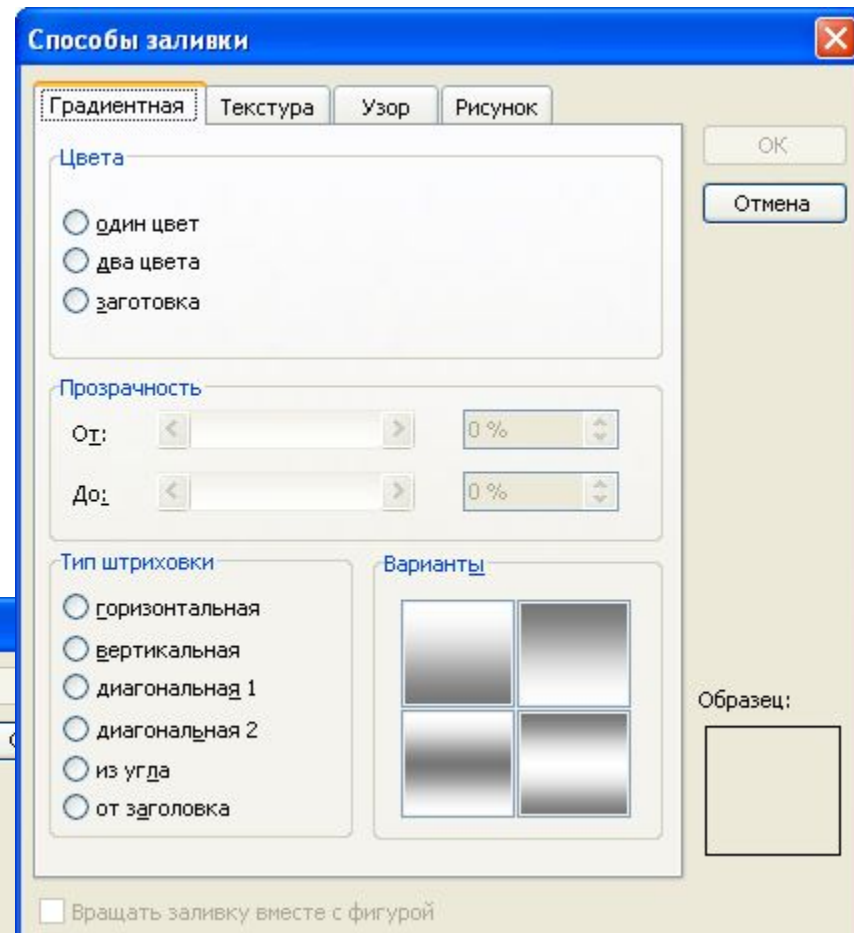 Способы заливки
Градиентная Текстура Узор Рисунок
Цвета
один цвет
два цвета
заготовка
ОК
Отмена
Прозрачность
От: 0 %
До: 0 %
Тип штриховки
горизонтальная
вертикальная
диагональная 1
диагональная 2
из угла
от заголовка
Варианты
Образец:
Вращать заливку вместе с фигурой